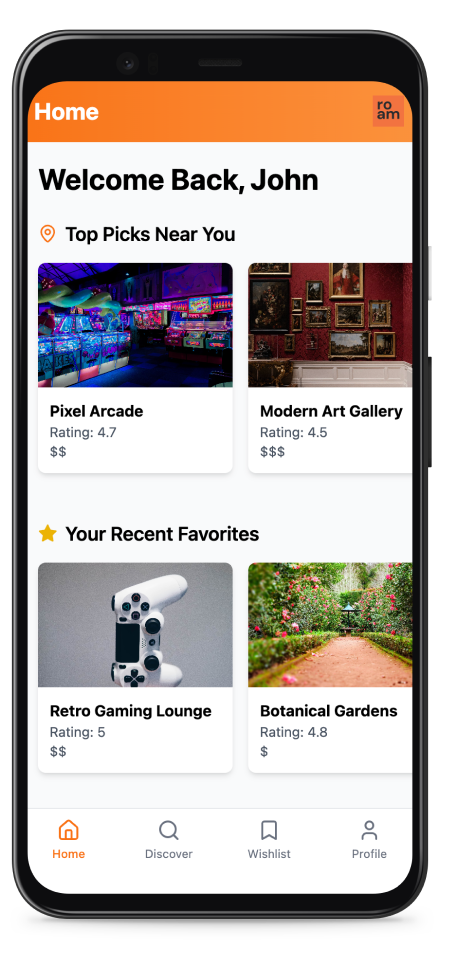 Home
ro
am
Welcome Back, John
Top Picks Near You
Pixel Arcade
Rating: 4.7
$$
Modern Art Gallery
Rating: 4.5
$$$
Your Recent Favorites
Retro Gaming Lounge
Rating: 5
$$
Botanical Gardens
Rating: 4.8
$
Home
Discover
Wishlist
Profile